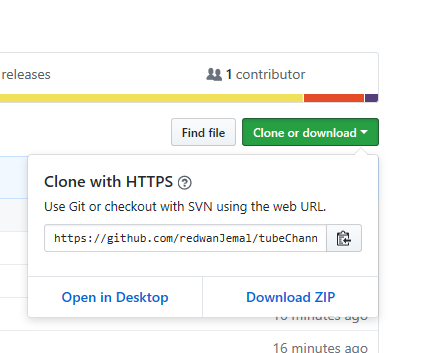 releases
1 contributor
Find file
Clone or download
Clone with HTTPS
Use Git or checkout with SVN using the web URL.
https://github.com/redwanJemal/tubeChann
Open in Desktop
Download ZIP
16 minutes ago
16 minutes ago